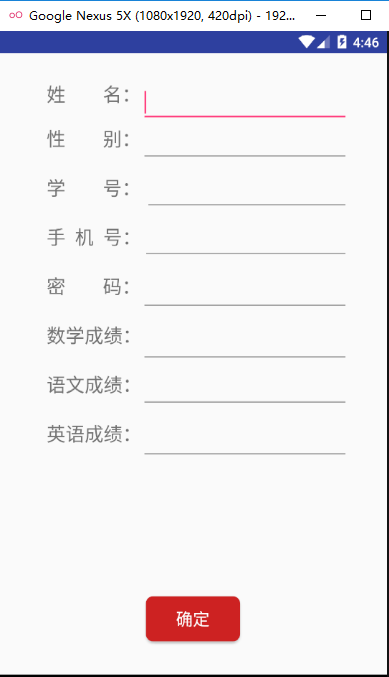 Google Nexus 5X (1080x1920, 420dpi) - 192...
4:46
姓 名：
性 别：
学 号：
手 机 号：
密 码：
数学成绩：
语文成绩：
英语成绩：
确定